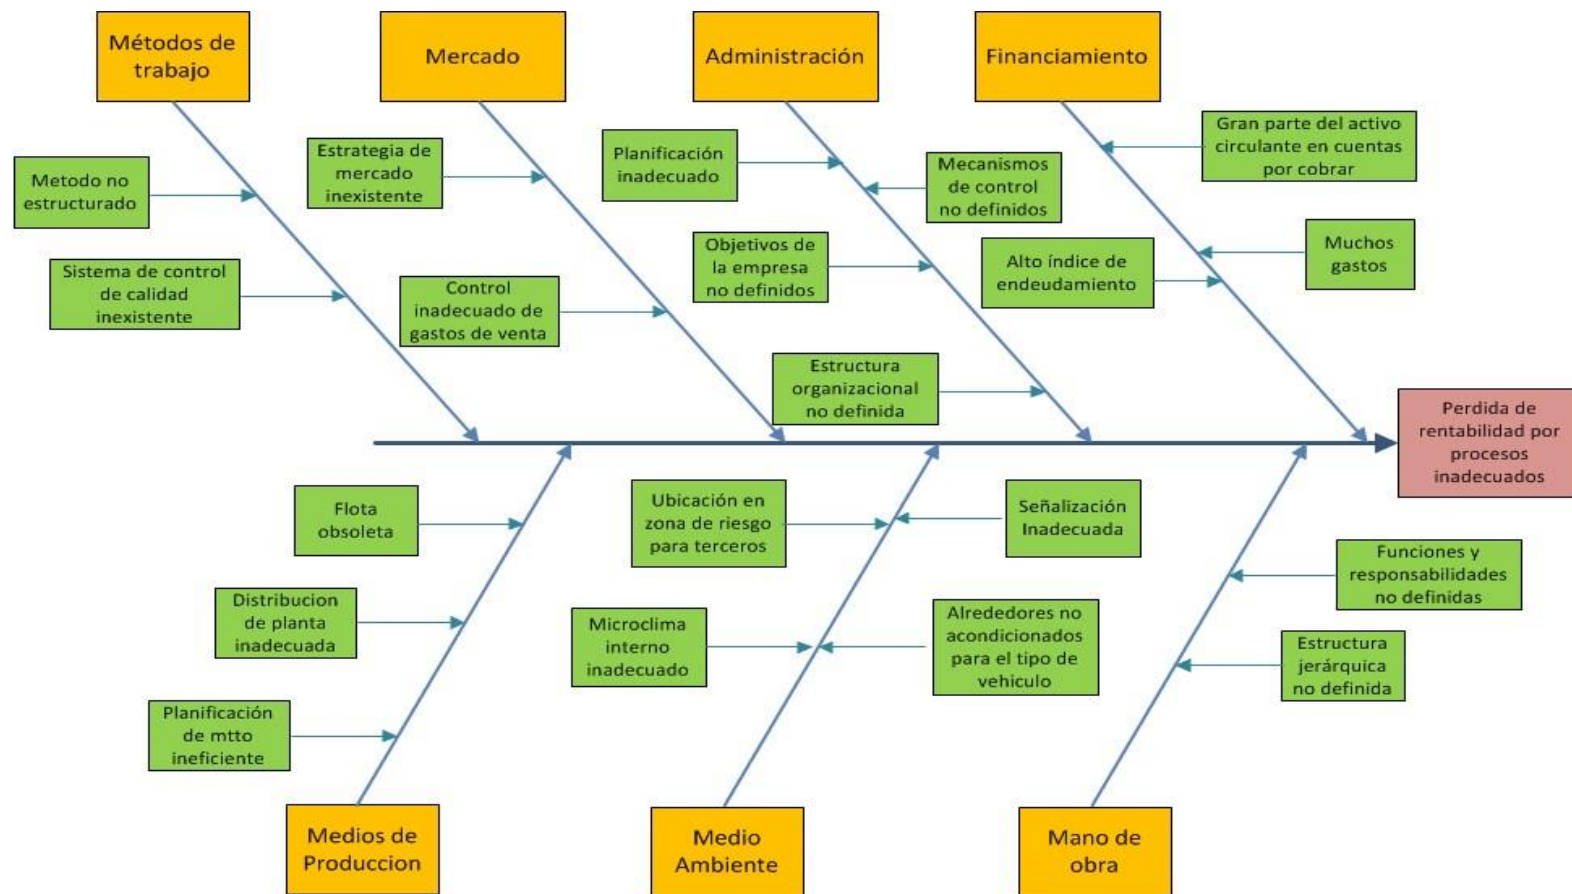 Métodos de
trabajo
Mercado
Administración
Financiamiento
Gran parte del activo
circulante en cuentas
por cobrar
Estrategia de
mercado
inexistente
Planificación
inadecuado
Mecanismos
de control
no definidos
Metodo no
estructurado
Objetivos de
la empresa
no definidos
Muchos
gastos
Alto índice de
endeudamiento
Sistema de control
de calidad
inexistente
Control
inadecuado de
gastos de venta
Estructura
organizacional
no definida
Perdida de
rentabilidad por
procesos
inadecuados
Flota
obsoleta
Ubicación en
zona de riesgo
para terceros
Señalización
Inadecuada
Funciones y
responsabilidades
no definidas
Distribucion
de planta
inadecuada
Microclima
interno
inadecuado
Alrededores no
acondicionados
para el tipo de
vehiculo
Estructura
jerárquica
no definida
Planificación
de mtto
ineficiente
Medios de
Produccion
Medio
Ambiente
Mano de
obra